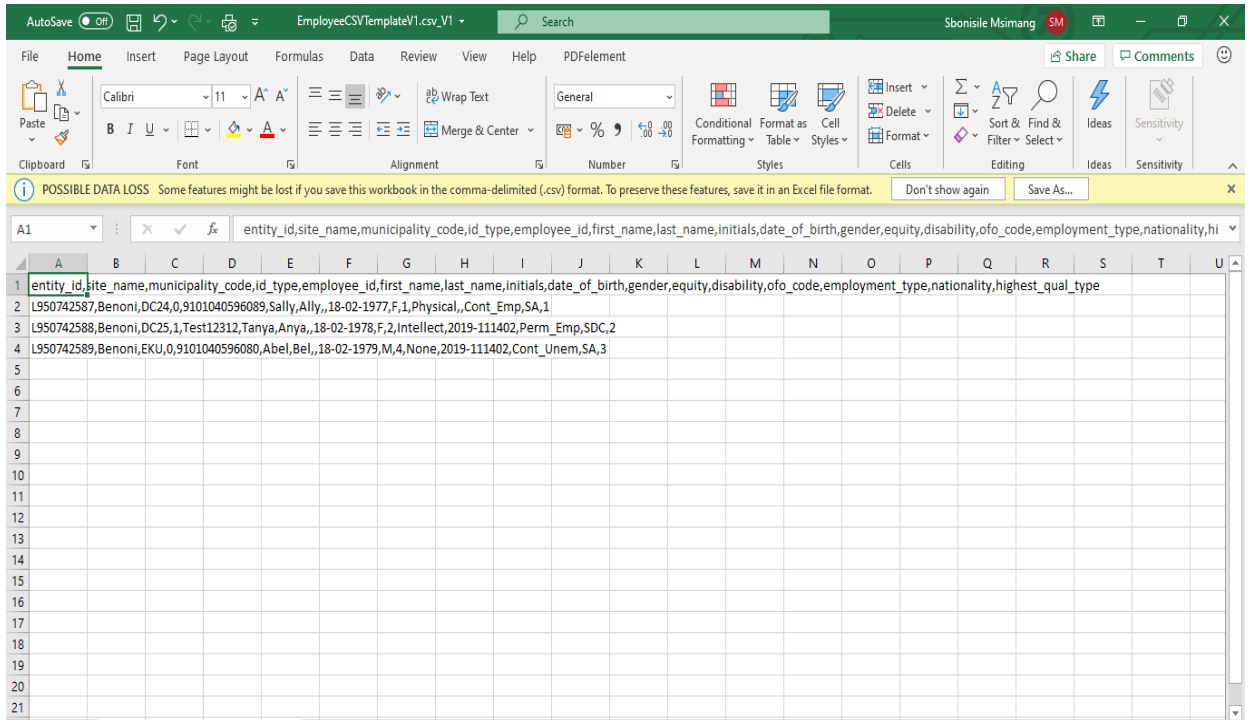 AutoSave Off EmployeeCSVTemplateV1.csv_V1 Search Sbonisile Msimang SM
File Home Insert Page Layout Formulas Data Review View Help PDFelement Share Comments
Calibri 11 A^ Aˇ Wrap Text General Insert
Paste B I U A Merge & Center % Conditional Formatting Format as Table Cell Styles Delete Format Sort & Filter Find & Select Ideas Sensitivity
Clipboard Font Alignment Number Styles Cells Editing Ideas Sensitivity
POSSIBLE DATA LOSS Some features might be lost if you save this workbook in the comma-delimited (.csv) format. To preserve these features, save it in an Excel file format. Don't show again Save As...
A1 fx entity_id,site_name,municipality_code,id_type,employee_id,first_name,last_name,initials,date_of_birth,gender,equity,disability,ofo_code,employment_type,nationality,hi
A B C D E F G H I J K L M N O P Q R S T U
1 entity_id,site_name,municipality_code,id_type,employee_id,first_name,last_name,initials,date_of_birth,gender,equity,disability,ofo_code,employment_type,nationality,highest_qual_type
2 L950742587,Benoni,DC24,0,9101040596089,Sally,Ally,,18-02-1977,F,1,Physical,,Cont_Emp,SA,1
3 L950742588,Benoni,DC25,1,Test12312,Tanya,Anya,,18-02-1978,F,2,Intellect,2019-111402,Perm_Emp,SDC,2
4 L950742589,Benoni,EKU,0,9101040596080,Abel,Bel,,18-02-1979,M,4,None,2019-111402,Cont_Unem,SA,3
5
6
7
8
9
10
11
12
13
14
15
16
17
18
19
20
21